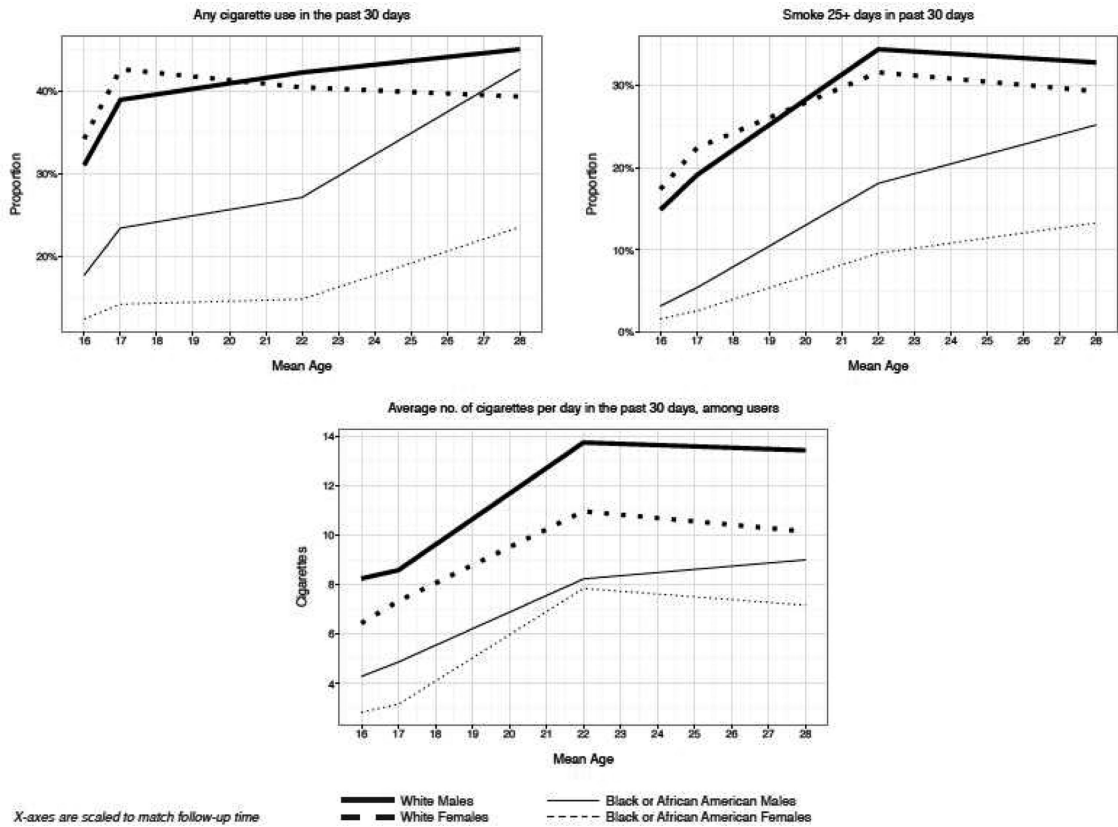 Any cigarette use in the past 30 days
40%
30%
20%
Proportion
16 17 18 19 20 21 22 23 24 25 26 27 28
Mean Age
Smoke 25+ days in past 30 days
30%
20%
10%
0%
Proportion
16 17 18 19 20 21 22 23 24 25 26 27 28
Mean Age
Average no. of cigarettes per day in the past 30 days, among users
14
12
10
8
6
4
Cigarettes
16 17 18 19 20 21 22 23 24 25 26 27 28
Mean Age
X-axes are scaled to match follow-up time
White Males
White Females
Black or African American Males
Black or African American Females